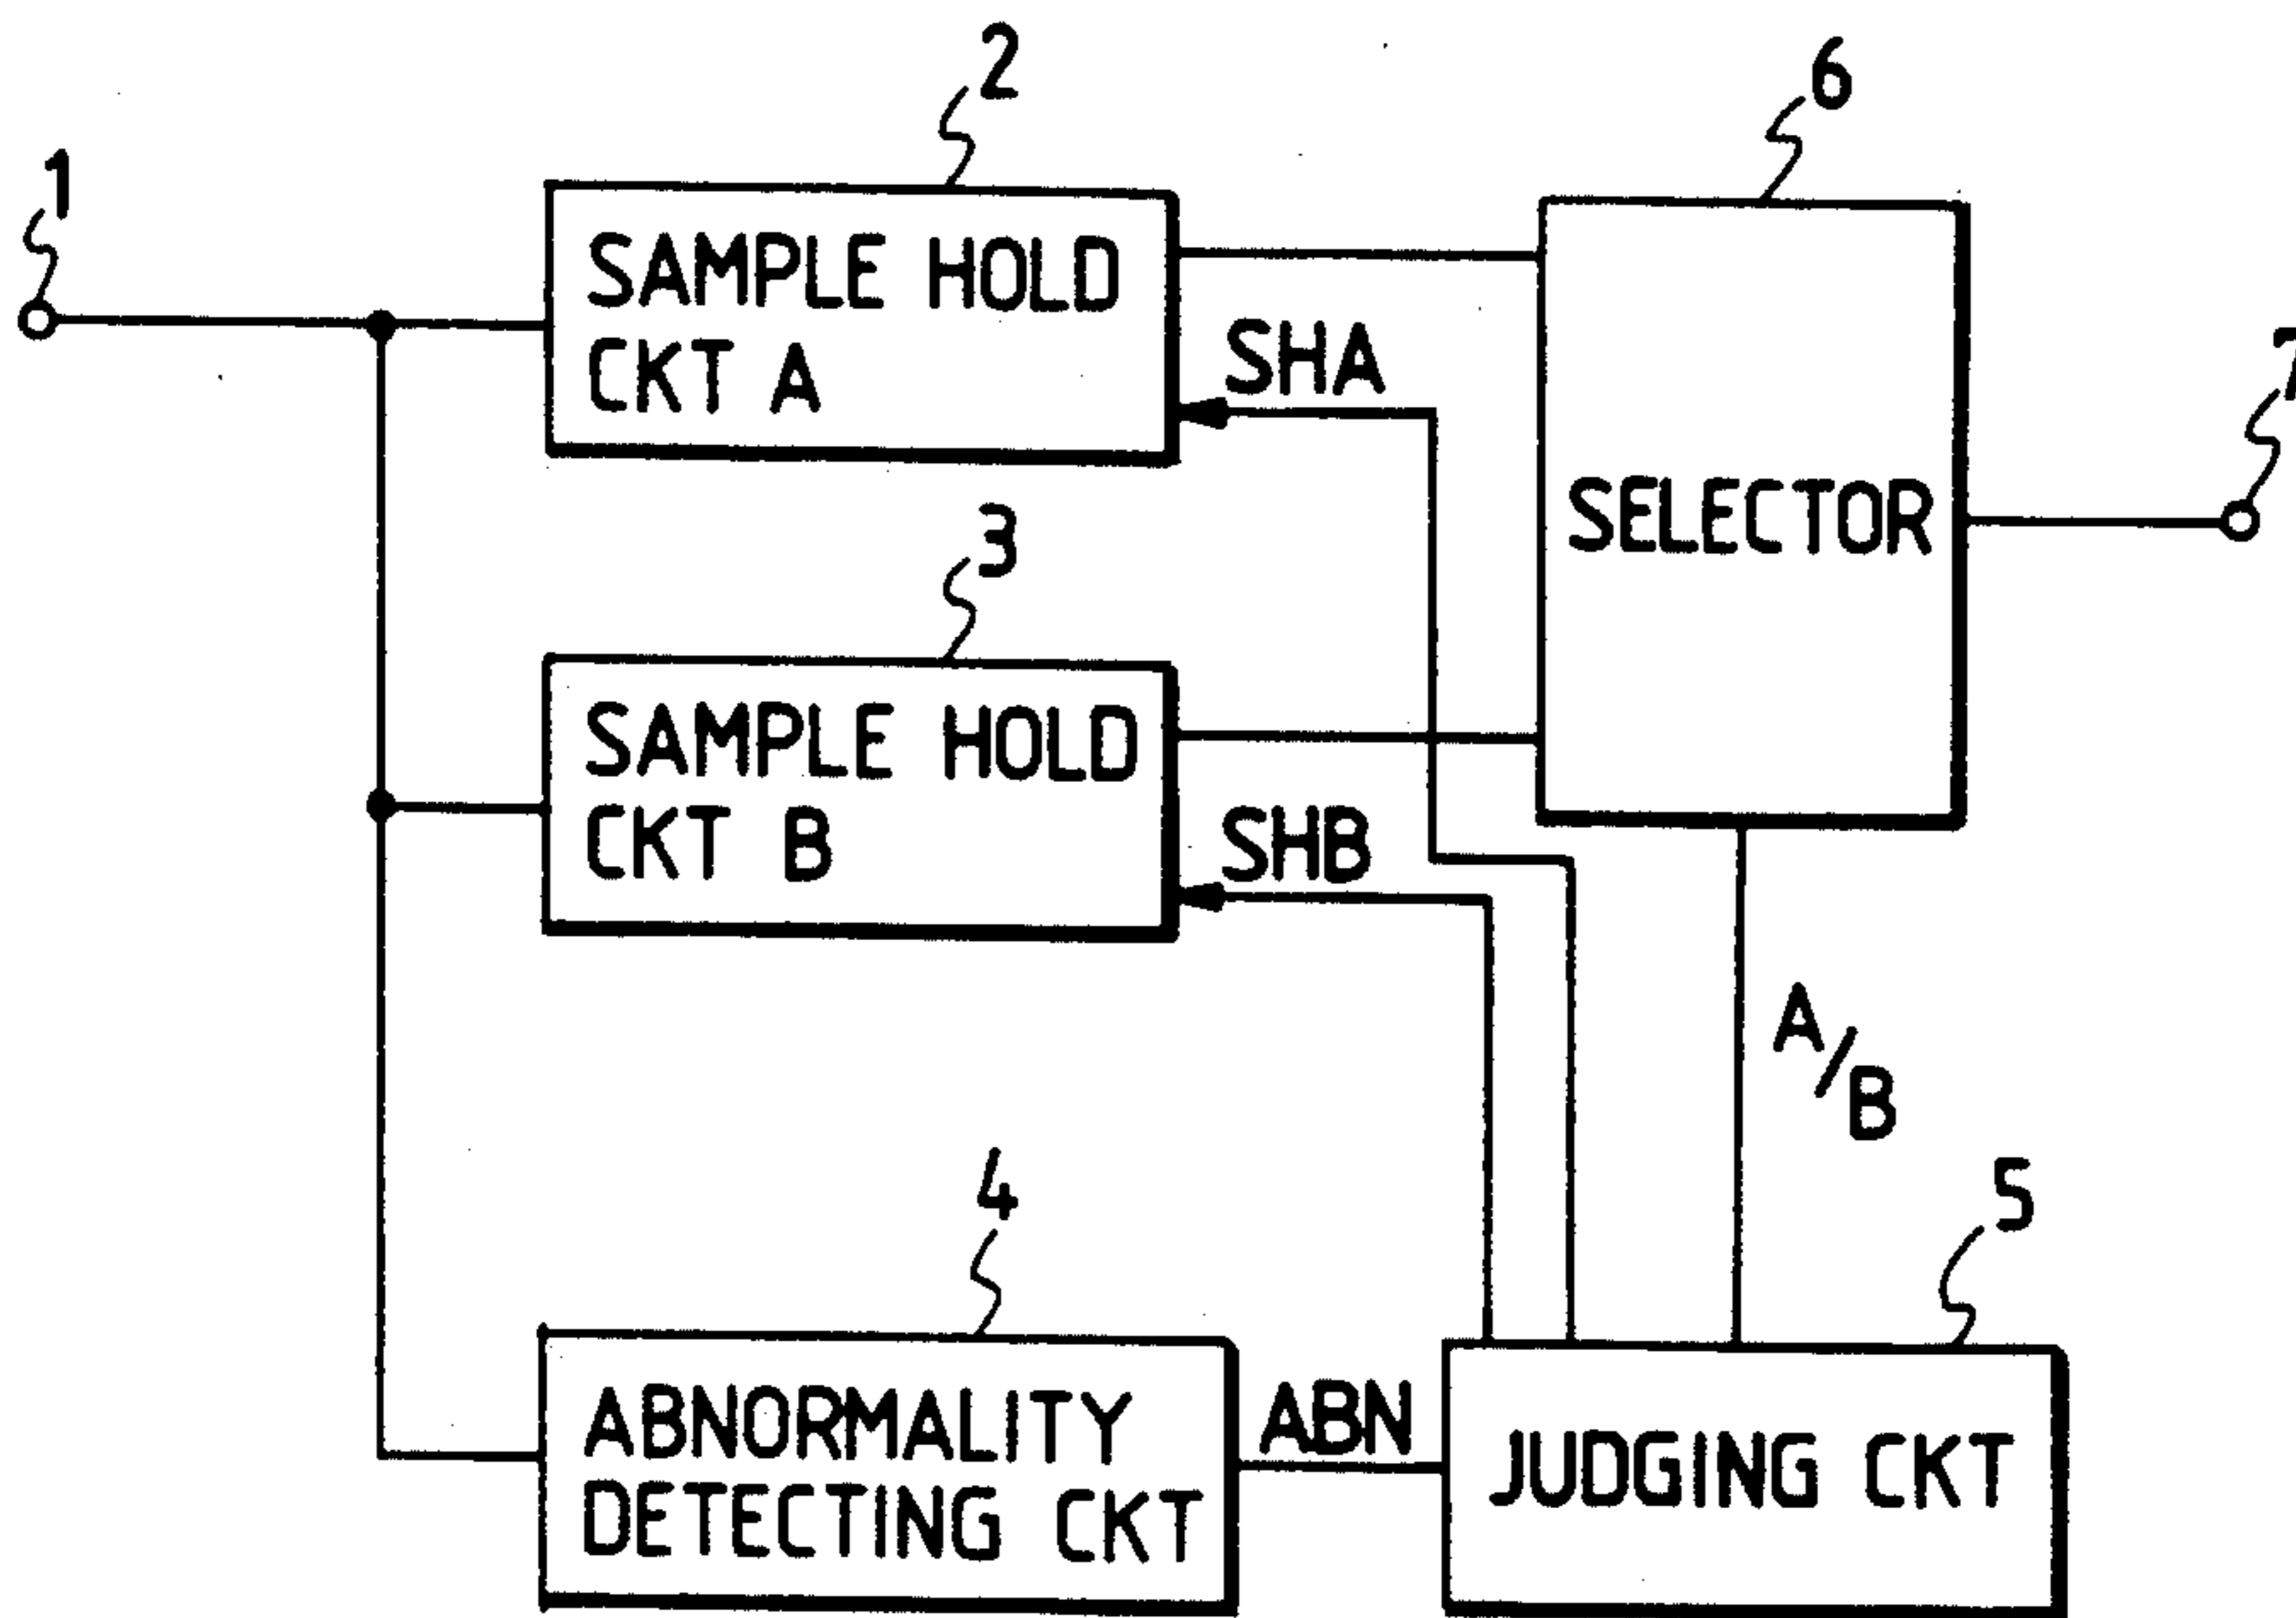 2
6
1
SAMPLE HOLD
CKT A
SHA
7
SELECTOR
3
SAMPLE HOLD
CKT B
SHB
A/B
4
5
ABNORMALITY
DETECTING CKT
ABN
JUDGING CKT